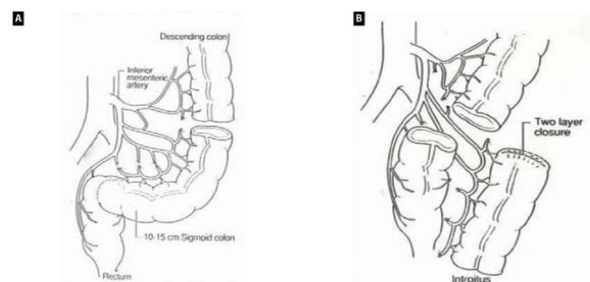 A
Descending colon
Inferior
mesenteric
artery
10-15 cm Sigmoid colon
Rectum
B
Two layer
closure
Introitus